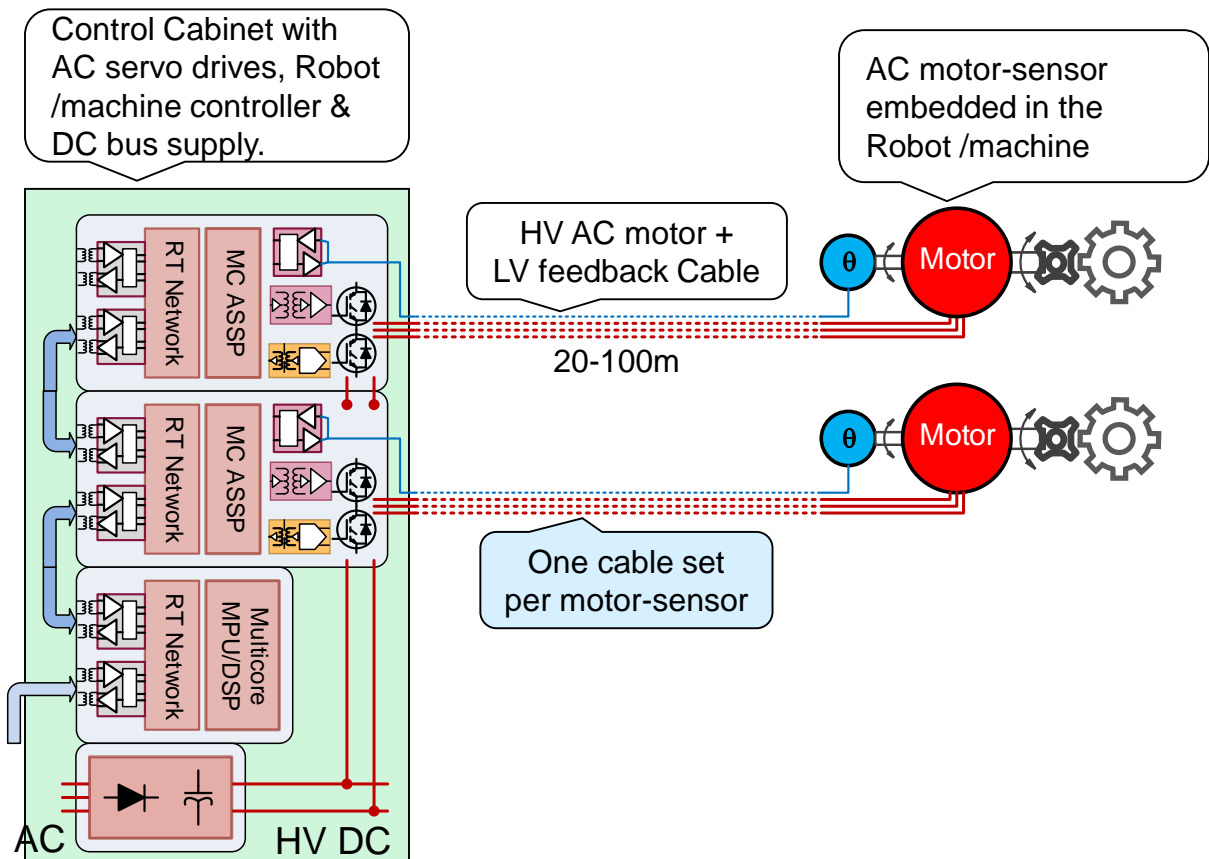 Control Cabinet with
AC servo drives, Robot
/machine controller &
DC bus supply.
AC motor-sensor
embedded in the
Robot /machine
HV AC motor +
LV feedback Cable
RT Network
MC ASSP
θ
Motor
20-100m
RT Network
MC ASSP
θ
Motor
One cable set
per motor-sensor
RT Network
Multicore
MPU/DSP
AC
HV DC